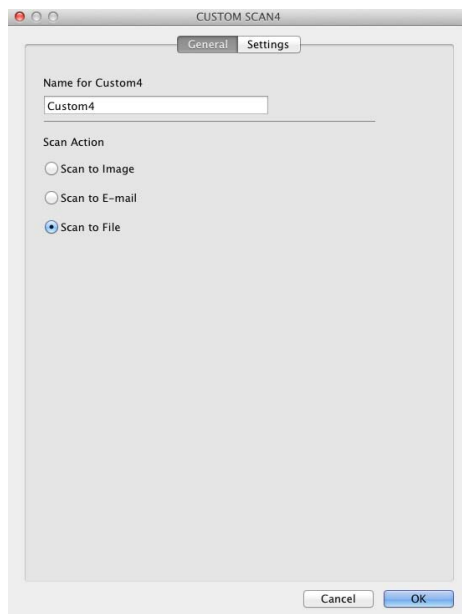 CUSTOM SCAN4
General Settings
Name for Custom4
Custom4
Scan Action
Scan to Image
Scan to E-mail
Scan to File
Cancel OK